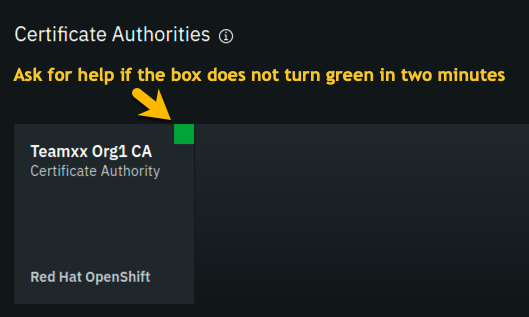 Certificate Authorities
Ask for help if the box does not turn green in two minutes
Teamxx Org1 CA
Certificate Authority
Red Hat OpenShift